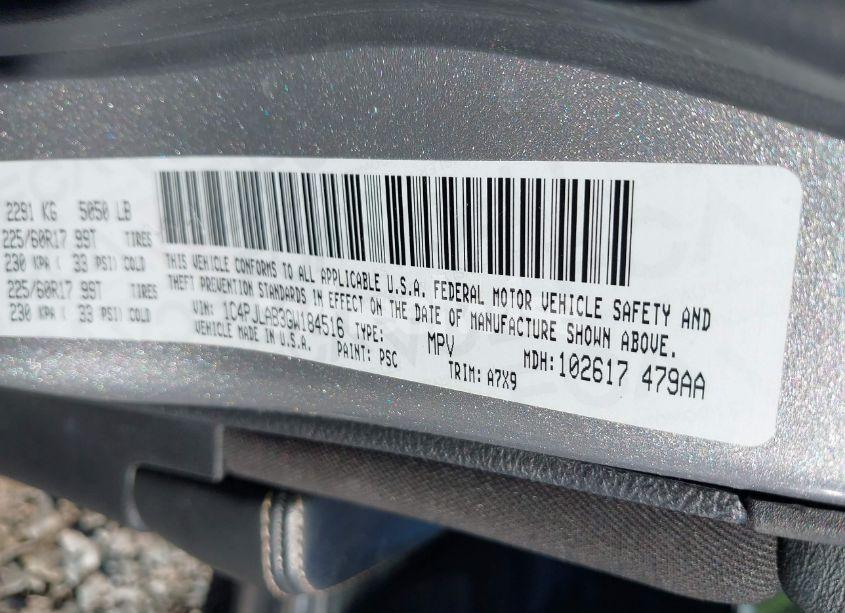 2291 KG 5050 LB
225/60R17 99T TIRES
230 KPA ( 33 PSI) COLD
225/60R17 99T TIRES
230 KPA ( 33 PSI) COLD
THIS VEHICLE CONFORMS TO ALL APPLICABLE U.S.A. FEDERAL MOTOR VEHICLE SAFETY AND
THEFT PREVENTION STANDARDS IN EFFECT ON THE DATE OF MANUFACTURE SHOWN ABOVE.
VIN: 1C4PJLAB3GW184516 TYPE: MPV MDH:102617 479AA
VEHICLE MADE IN U.S.A. PAINT: PSC TRIM: A7X9